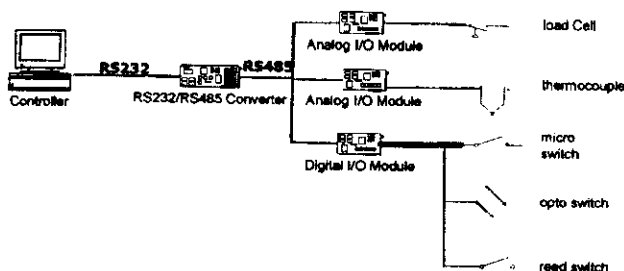 load Cell
Analog I/O Module
RS232
RS485
Controller
RS232/RS485 Converter
Analog I/O Module
thermocouple
Digital I/O Module
micro
switch
opto switch
reed switch